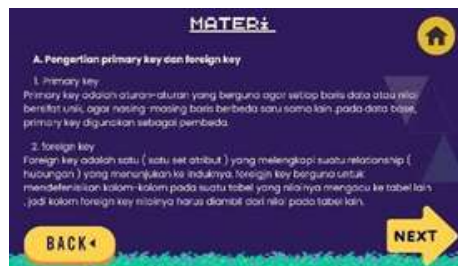 MATERi
A. Pengertian primary key dan foreign key
1. Primary key
Primary key adalah aturan-aturan yang berguna agar setiap baris data atau nilai
bersifat unik, agar masing-masing baris berbeda saru sama lain .pada data base,
primary key digunakan sebagai pembeda.
2. foreign key
Foreign key adalah satu ( satu set atribut ) yang melengkapi suatu relationship (
hubungan ) yang menunjukan ke induknya. foreigjn key berguna untuk
mendefenisikan kolom-kolom pada suatu tabel yang nilainya mengacu ke tabel lain
. jadi kolom foreign key nilainya harus diambil dari nilai pada tabel lain.
BACK
NEXT